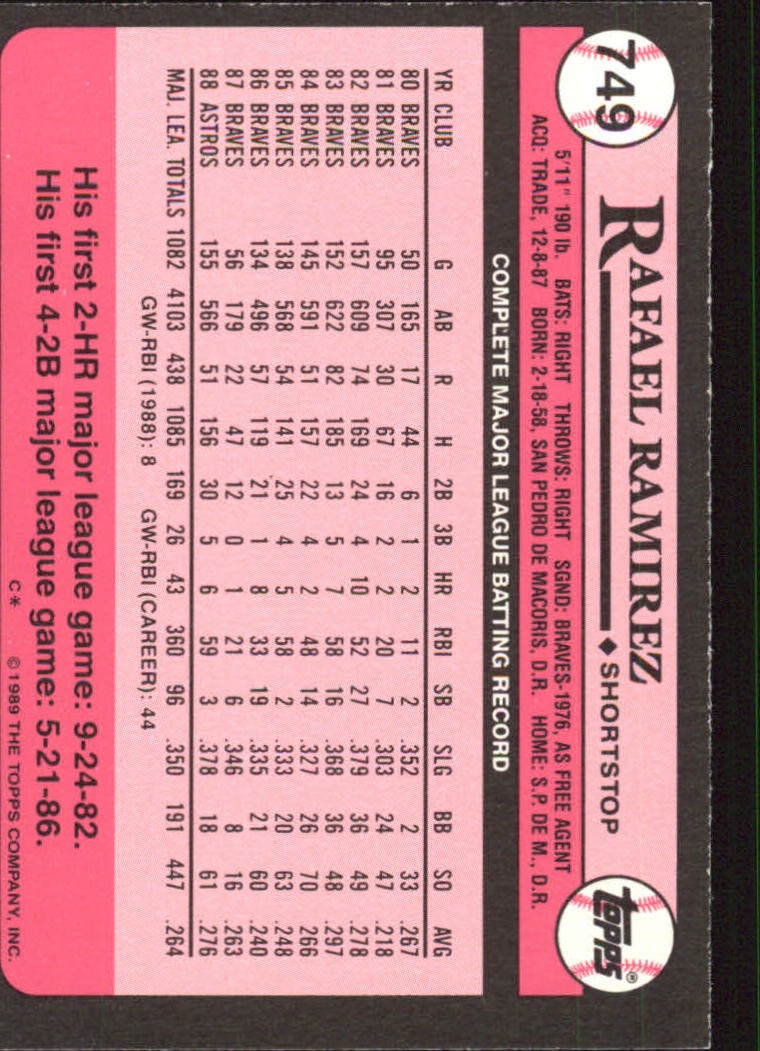 749
RAFAEL RAMIREZ ♦ SHORTSTOP
topps®
5'11" 190 lb. BATS: RIGHT THROWS: RIGHT SGND: BRAVES-1976, AS FREE AGENT
ACQ: TRADE, 12-8-87 BORN: 2-18-58, SAN PEDRO DE MACORIS, D.R. HOME: S.P. DE M., D.R.
COMPLETE MAJOR LEAGUE BATTING RECORD
YR CLUB G AB R H 2B 3B HR RBI SB SLG BB SO AVG
80 BRAVES 50 165 17 44 6 1 2 11 2 .352 2 33 .267
81 BRAVES 95 307 30 67 16 2 2 20 7 .303 24 47 .218
82 BRAVES 157 609 74 169 24 4 10 52 27 .379 36 49 .278
83 BRAVES 152 622 82 185 13 5 7 58 16 .368 36 48 .297
84 BRAVES 145 591 51 157 22 4 2 48 14 .327 26 70 .266
85 BRAVES 138 568 54 141 25 4 5 58 2 .333 20 63 .248
86 BRAVES 134 496 57 119 21 1 8 33 19 .335 21 60 .240
87 BRAVES 56 179 22 47 12 0 1 21 6 .346 8 16 .263
88 ASTROS 155 566 51 156 30 5 6 59 3 .378 18 61 .276
MAJ. LEA. TOTALS 1082 4103 438 1085 169 26 43 360 96 .350 191 447 .264
GW-RBI (1988): 8 GW-RBI (CAREER): 44
His first 2-HR major league game: 9-24-82.
His first 4-2B major league game: 5-21-86.
C* © 1989 THE TOPPS COMPANY, INC.